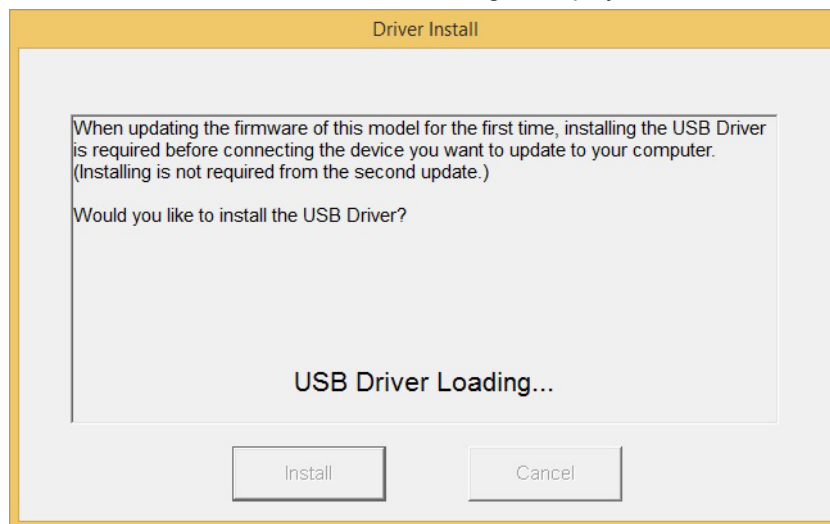 Driver Install
When updating the firmware of this model for the first time, installing the USB Driver
is required before connecting the device you want to update to your computer.
(Installing is not required from the second update.)
Would you like to install the USB Driver?
USB Driver Loading...
Install
Cancel